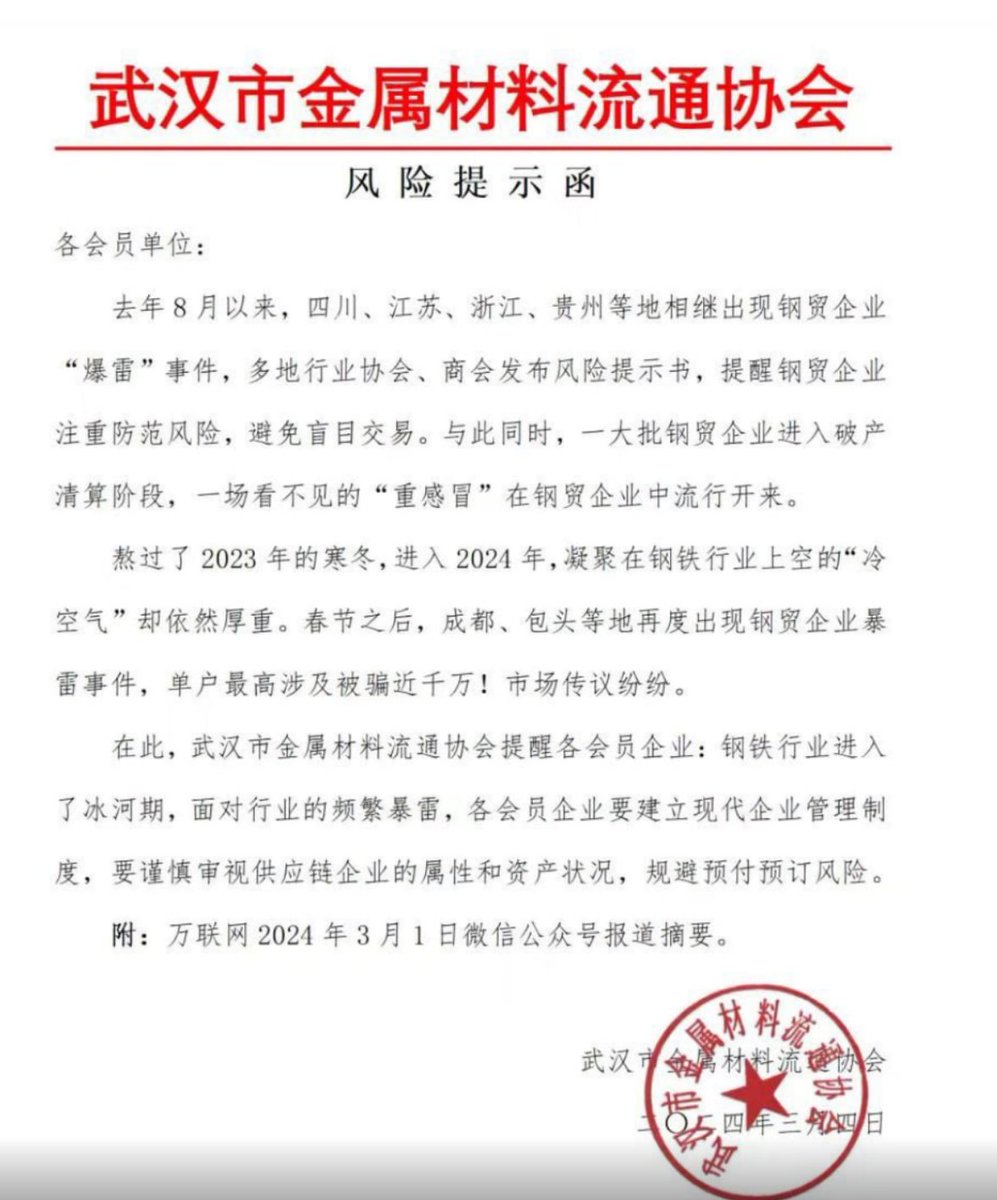 武汉市金属材料流通协会
风险提示函
各会员单位：
去年8月以来，四川、江苏、浙江、贵州等地相继出现钢贸企业
“爆雷”事件，多地行业协会、商会发布风险提示书，提醒钢贸企业
注重防范风险，避免盲目交易。与此同时，一大批钢贸企业进入破产
清算阶段，一场看不见的“重感冒”在钢贸企业中流行开来。
熬过了2023年的寒冬,进入2024年,凝聚在钢铁行业上空的“冷
空气”却依然厚重。春节之后，成都、包头等地再度出现钢贸企业暴
雷事件，单户最高涉及被骗近千万！市场传议纷纷。
在此，武汉市金属材料流通协会提醒各会员企业：钢铁行业进入
了冰河期，面对行业的频繁暴雷，各会员企业要建立现代企业管理制
度，要谨慎审视供应链企业的属性和资产状况，规避预付预订风险。
附：万联网2024年3月1日微信公众号报道摘要。
武汉市金属材料流通协会
二〇二四年三月四日
武汉市金属材料流通协会